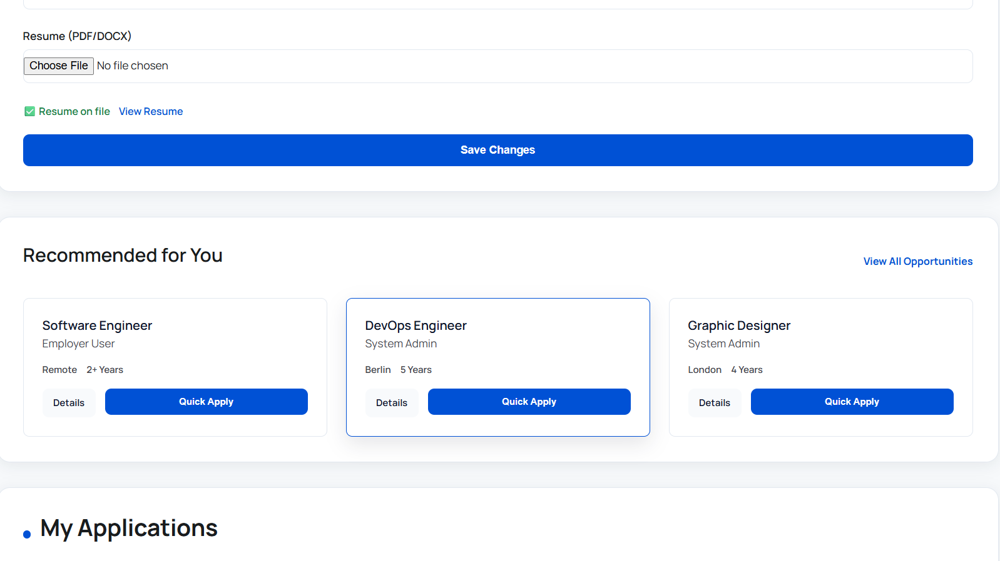 Resume (PDF/DOCX)
Choose File No file chosen
✅ Resume on file View Resume
Save Changes
Recommended for You
View All Opportunities
Software Engineer
Employer User
Remote 2+ Years
Details Quick Apply
DevOps Engineer
System Admin
Berlin 5 Years
Details Quick Apply
Graphic Designer
System Admin
London 4 Years
Details Quick Apply
My Applications